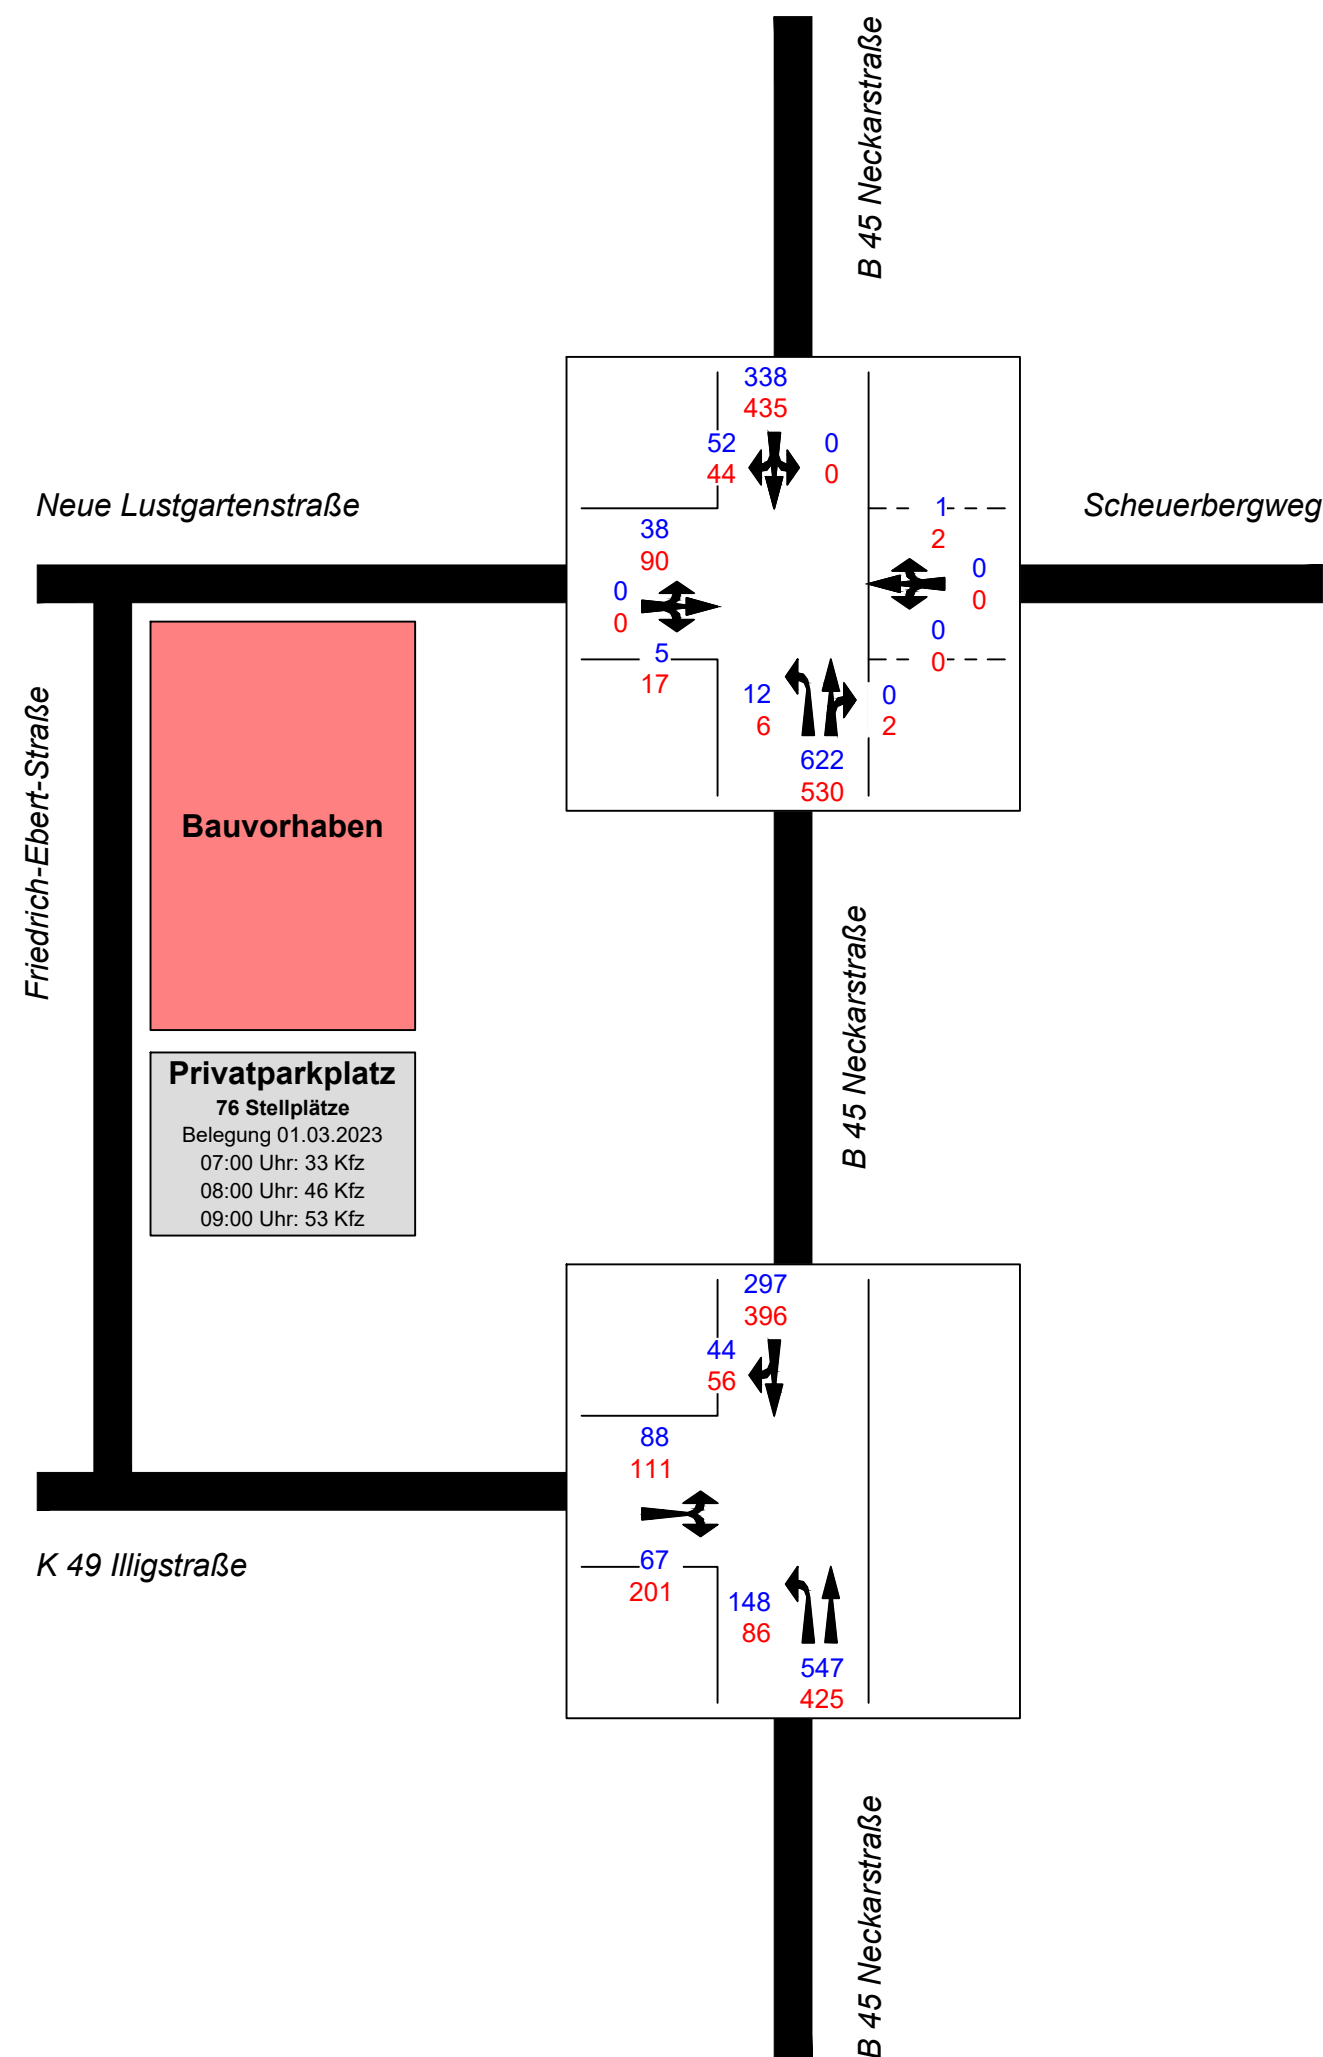 B 45 Neckarstraße
338
435
52
44
0
0
Neue Lustgartenstraße
Scheuerbergweg
38
90
0
0
5
17
1
2
0
0
0
0
12
6
0
2
622
530
Friedrich-Ebert-Straße
Bauvorhaben
B 45 Neckarstraße
Privatparkplatz
76 Stellplätze
Belegung 01.03.2023
07:00 Uhr: 33 Kfz
08:00 Uhr: 46 Kfz
09:00 Uhr: 53 Kfz
297
396
44
56
88
111
67
201
148
86
547
425
K 49 Illigstraße
B 45 Neckarstraße